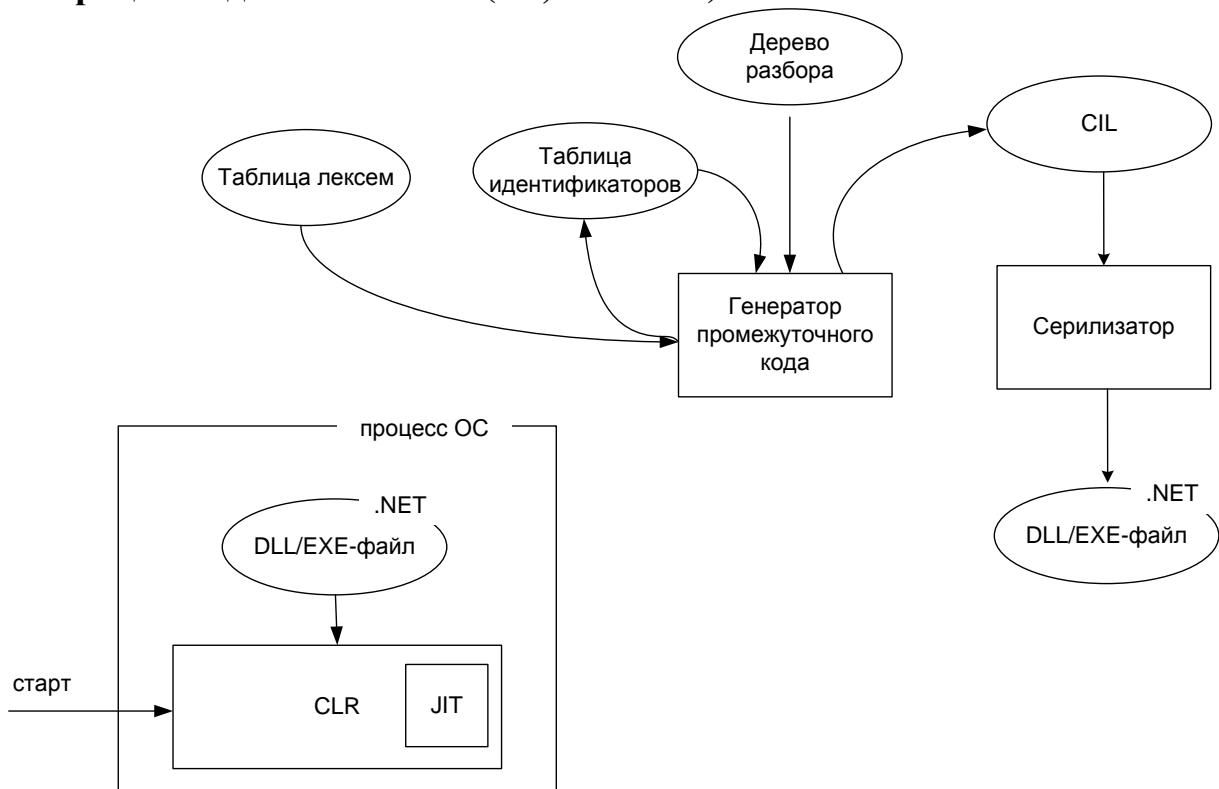 Дерево
разбора
CIL
Таблица
идентификаторов
Таблица лексем
Генератор
промежуточного
кода
Серилизатор
процесс ОС
.NET
DLL/EXE-файл
.NET
DLL/EXE-файл
старт
CLR
JIT